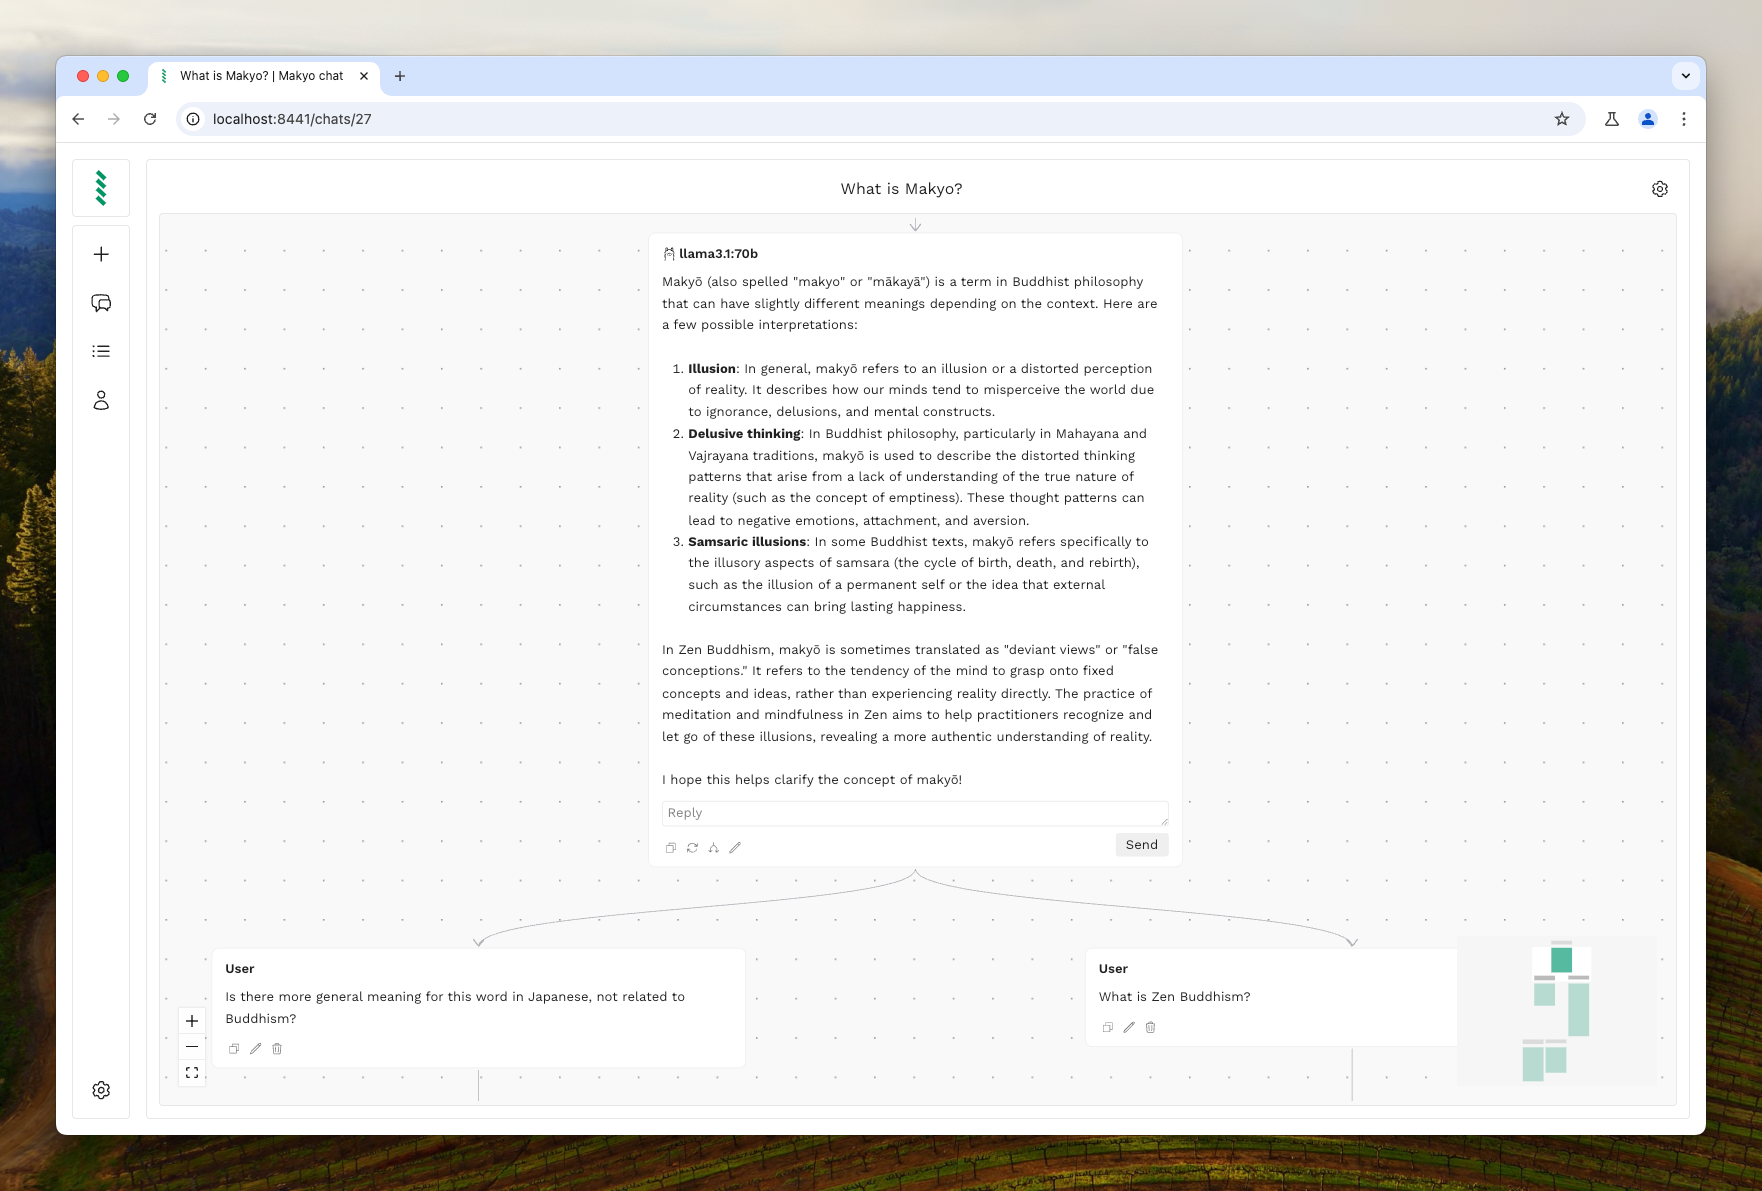 What is Makyo? | Makyo chat
localhost:8441/chats/27
What is Makyo?
llama3.1:70b
Makyō (also spelled "makyo" or "mākayā") is a term in Buddhist philosophy
that can have slightly different meanings depending on the context. Here are
a few possible interpretations:
1. Illusion: In general, makyō refers to an illusion or a distorted perception
of reality. It describes how our minds tend to misperceive the world due
to ignorance, delusions, and mental constructs.
2. Delusive thinking: In Buddhist philosophy, particularly in Mahayana and
Vajrayana traditions, makyō is used to describe the distorted thinking
patterns that arise from a lack of understanding of the true nature of
reality (such as the concept of emptiness). These thought patterns can
lead to negative emotions, attachment, and aversion.
3. Samsaric illusions: In some Buddhist texts, makyō refers specifically to
the illusory aspects of samsara (the cycle of birth, death, and rebirth),
such as the illusion of a permanent self or the idea that external
circumstances can bring lasting happiness.
In Zen Buddhism, makyō is sometimes translated as "deviant views" or "false
conceptions." It refers to the tendency of the mind to grasp onto fixed
concepts and ideas, rather than experiencing reality directly. The practice of
meditation and mindfulness in Zen aims to help practitioners recognize and
let go of these illusions, revealing a more authentic understanding of reality.
I hope this helps clarify the concept of makyō!
Reply
Send
User
Is there more general meaning for this word in Japanese, not related to
Buddhism?
User
What is Zen Buddhism?